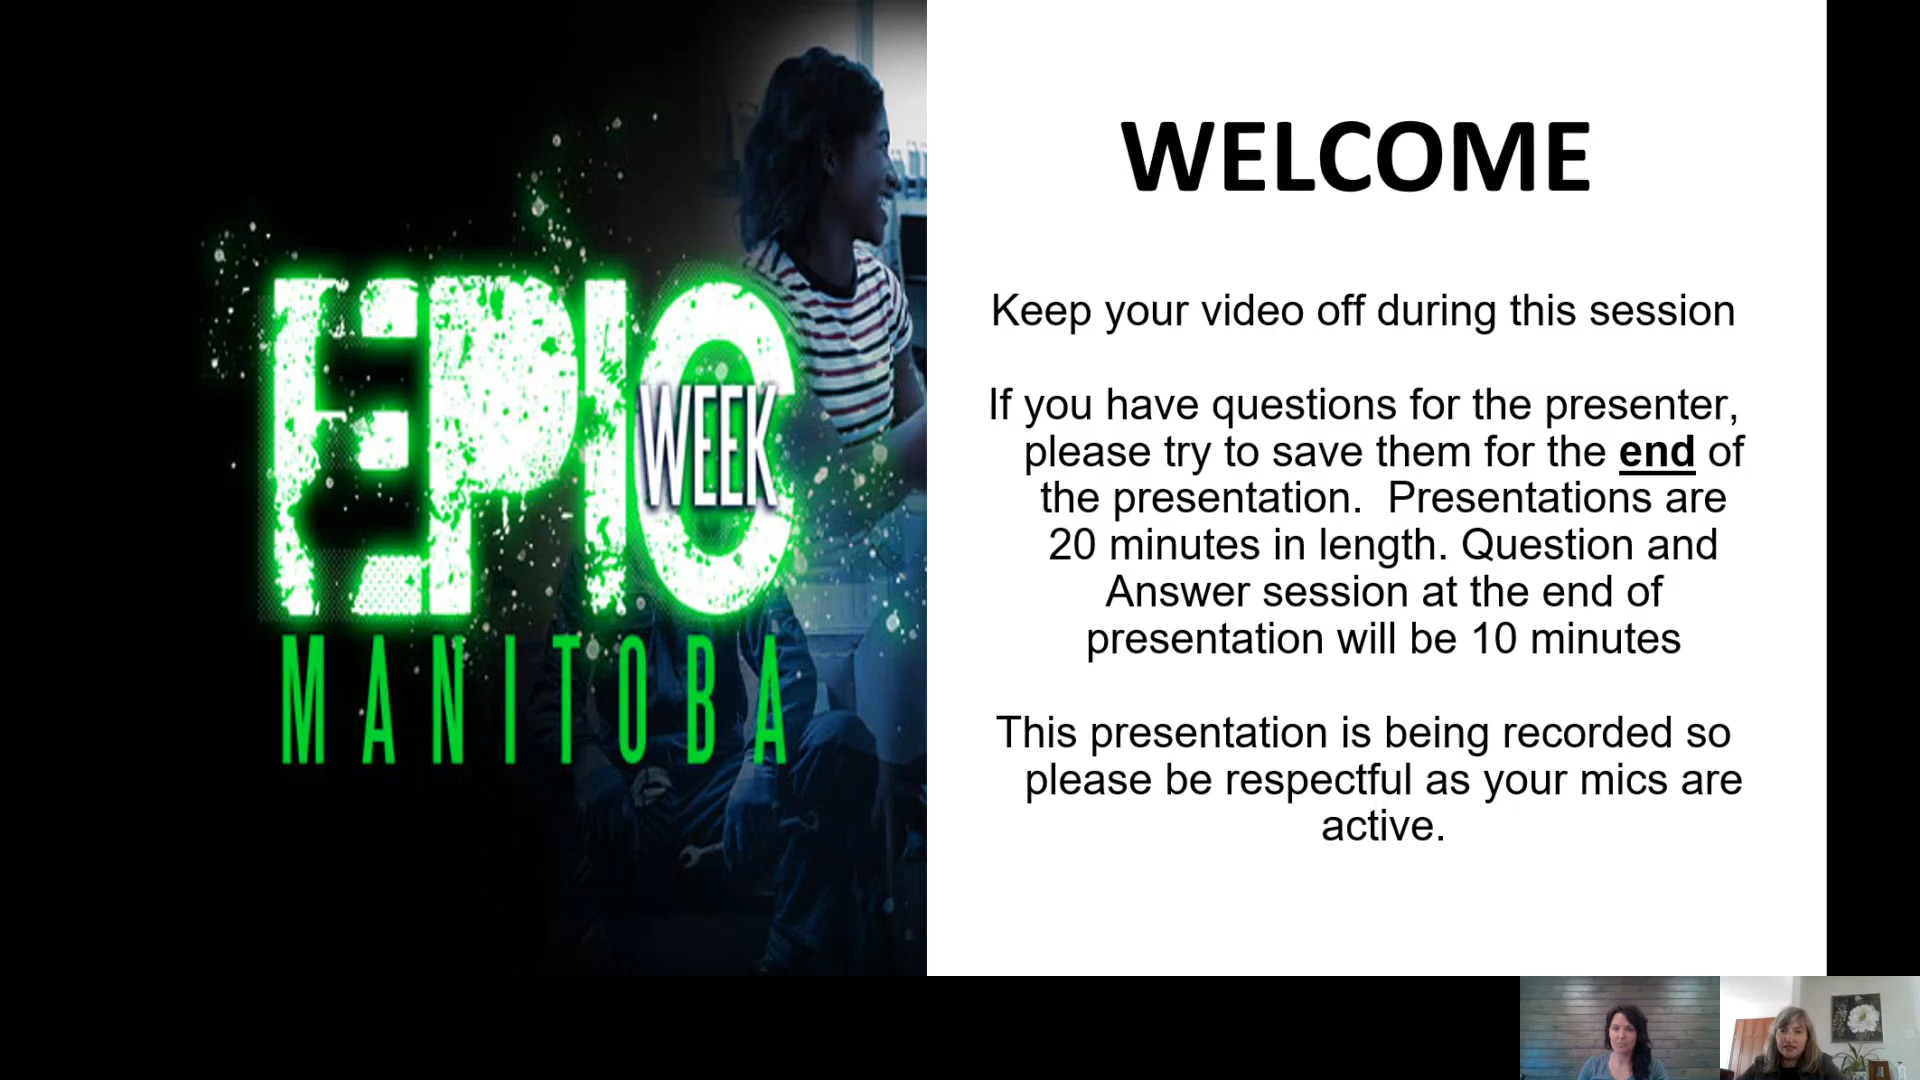 EPIC
WEEK
MANITOBA
WELCOME
Keep your video off during this session
If you have questions for the presenter,
please try to save them for the end of
the presentation.  Presentations are
20 minutes in length. Question and
Answer session at the end of
presentation will be 10 minutes
This presentation is being recorded so
please be respectful as your mics are
active.